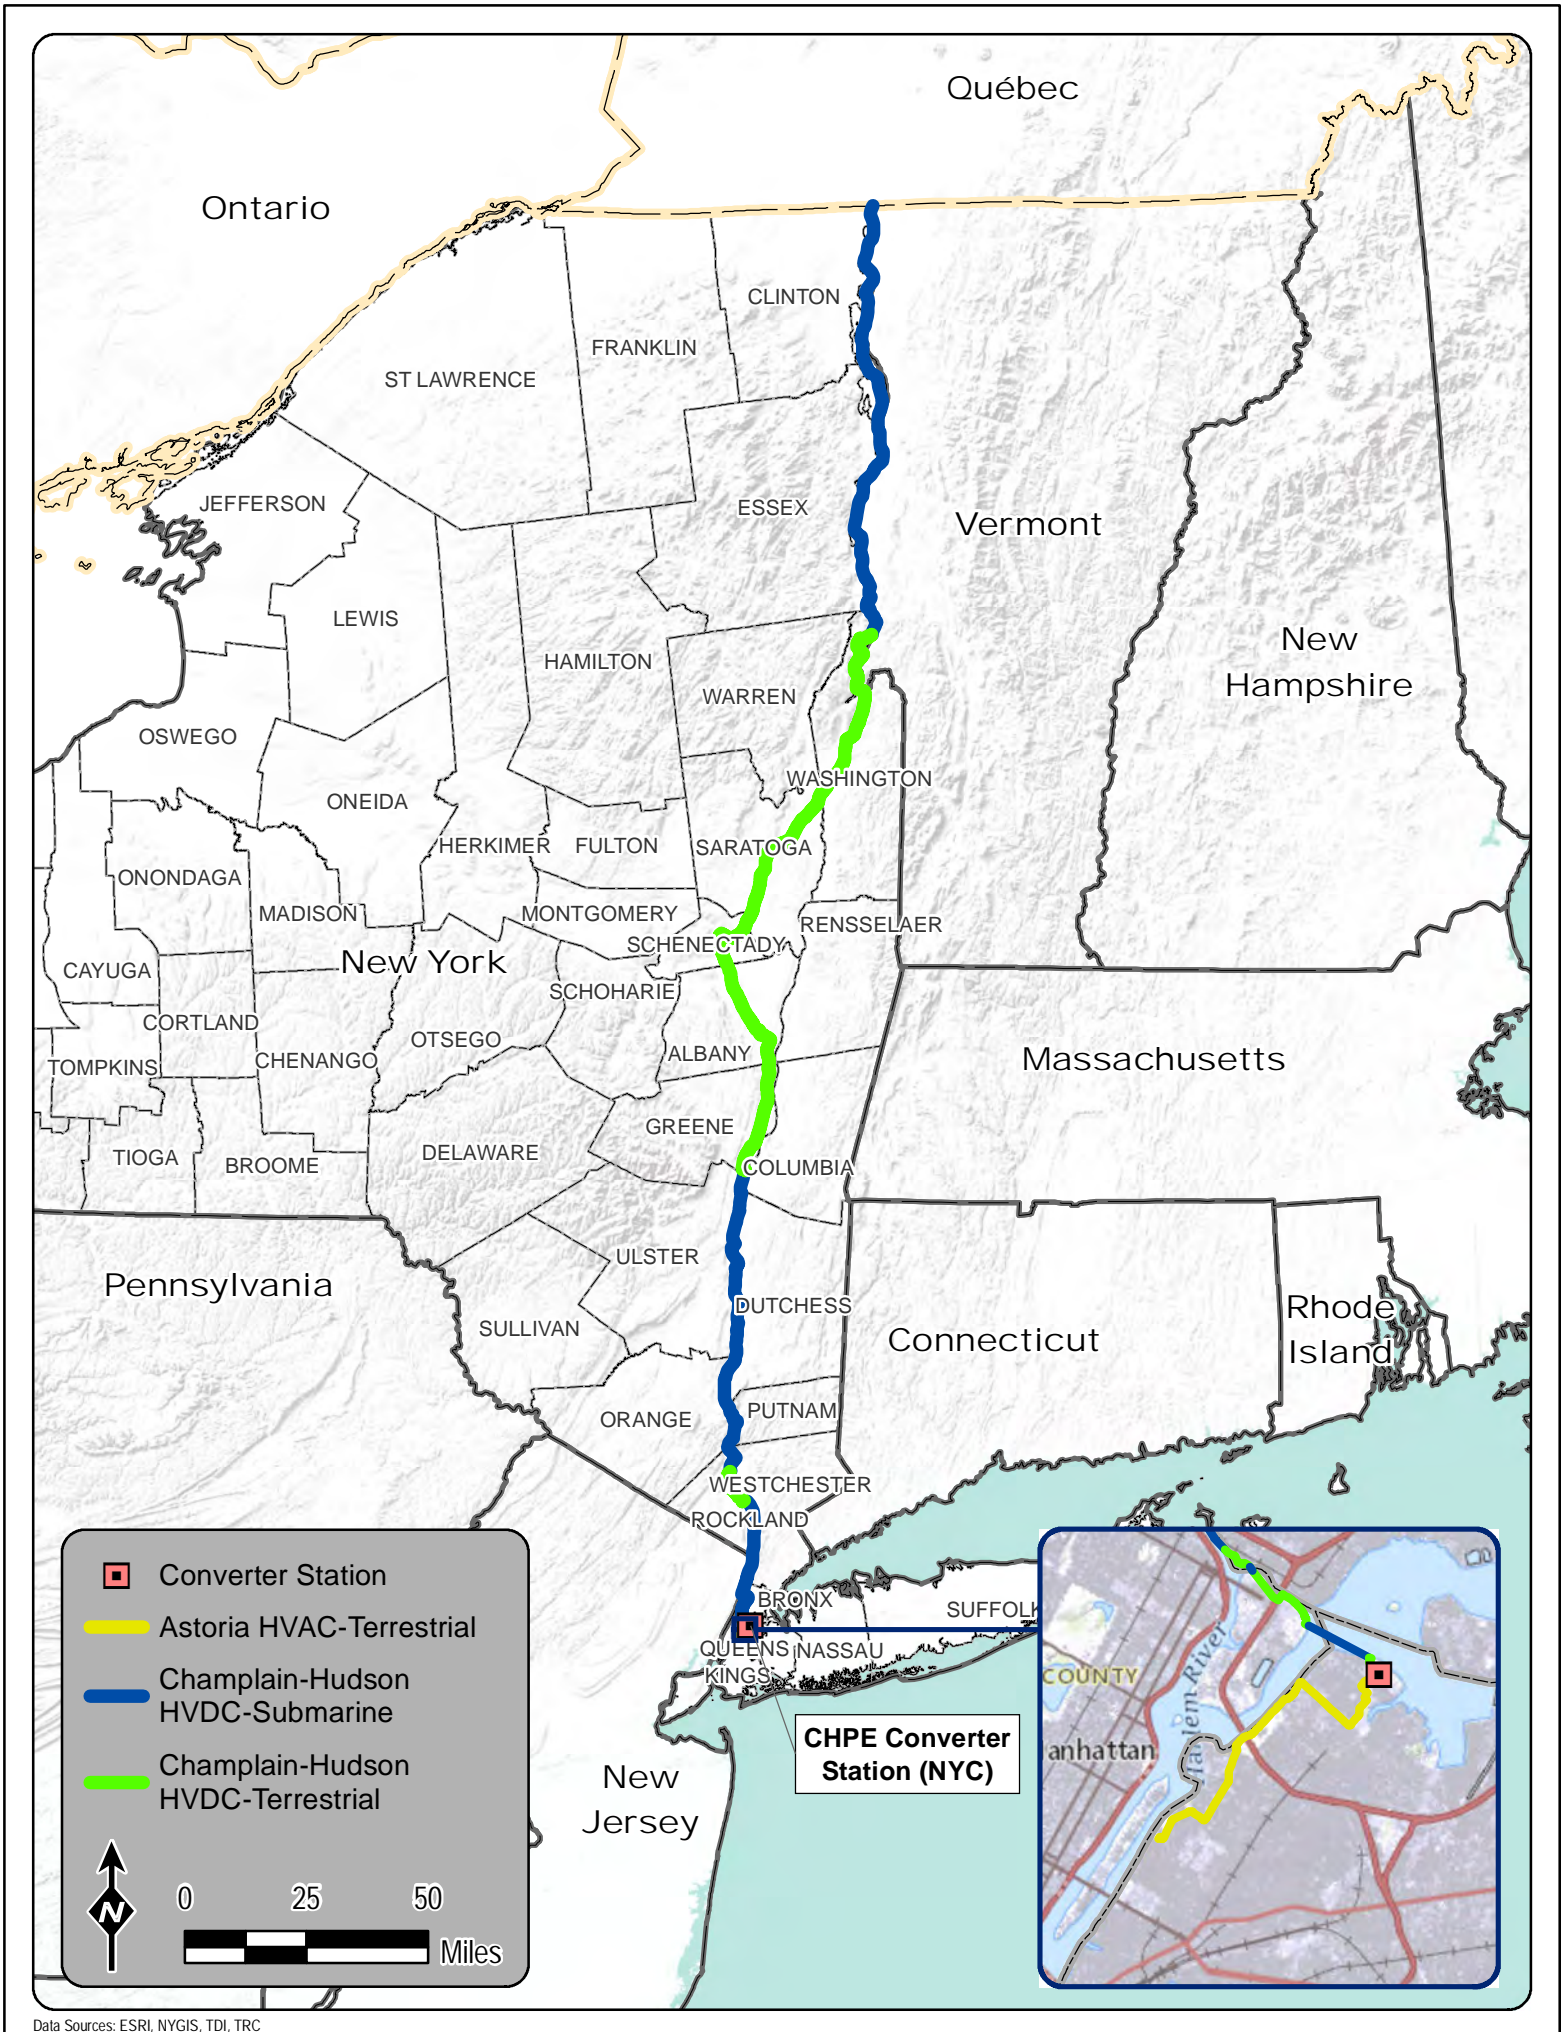 Québec
Ontario
CLINTON
FRANKLIN
ST LAWRENCE
JEFFERSON
ESSEX
Vermont
LEWIS
New
Hampshire
HAMILTON
WARREN
OSWEGO
WASHINGTON
ONEIDA
HERKIMER
FULTON
SARATOGA
ONONDAGA
MADISON
MONTGOMERY
RENSSELAER
SCHENECTADY
New York
CAYUGA
SCHOHARIE
CORTLAND
OTSEGO
ALBANY
Massachusetts
TOMPKINS
CHENANGO
GREENE
TIOGA
BROOME
DELAWARE
COLUMBIA
ULSTER
Pennsylvania
DUTCHESS
Rhode
Island
SULLIVAN
Connecticut
ORANGE
PUTNAM
WESTCHESTER
ROCKLAND
BRONX
SUFFOLK
QUEENS
NASSAU
KINGS
CHPE Converter
Station (NYC)
New
Jersey
Converter Station
Astoria HVAC-Terrestrial
Champlain-Hudson
HVDC-Submarine
Champlain-Hudson
HVDC-Terrestrial
N
0 25 50
Miles
COUNTY
Harlem River
anhattan
Data Sources: ESRI, NYGIS, TDI, TRC